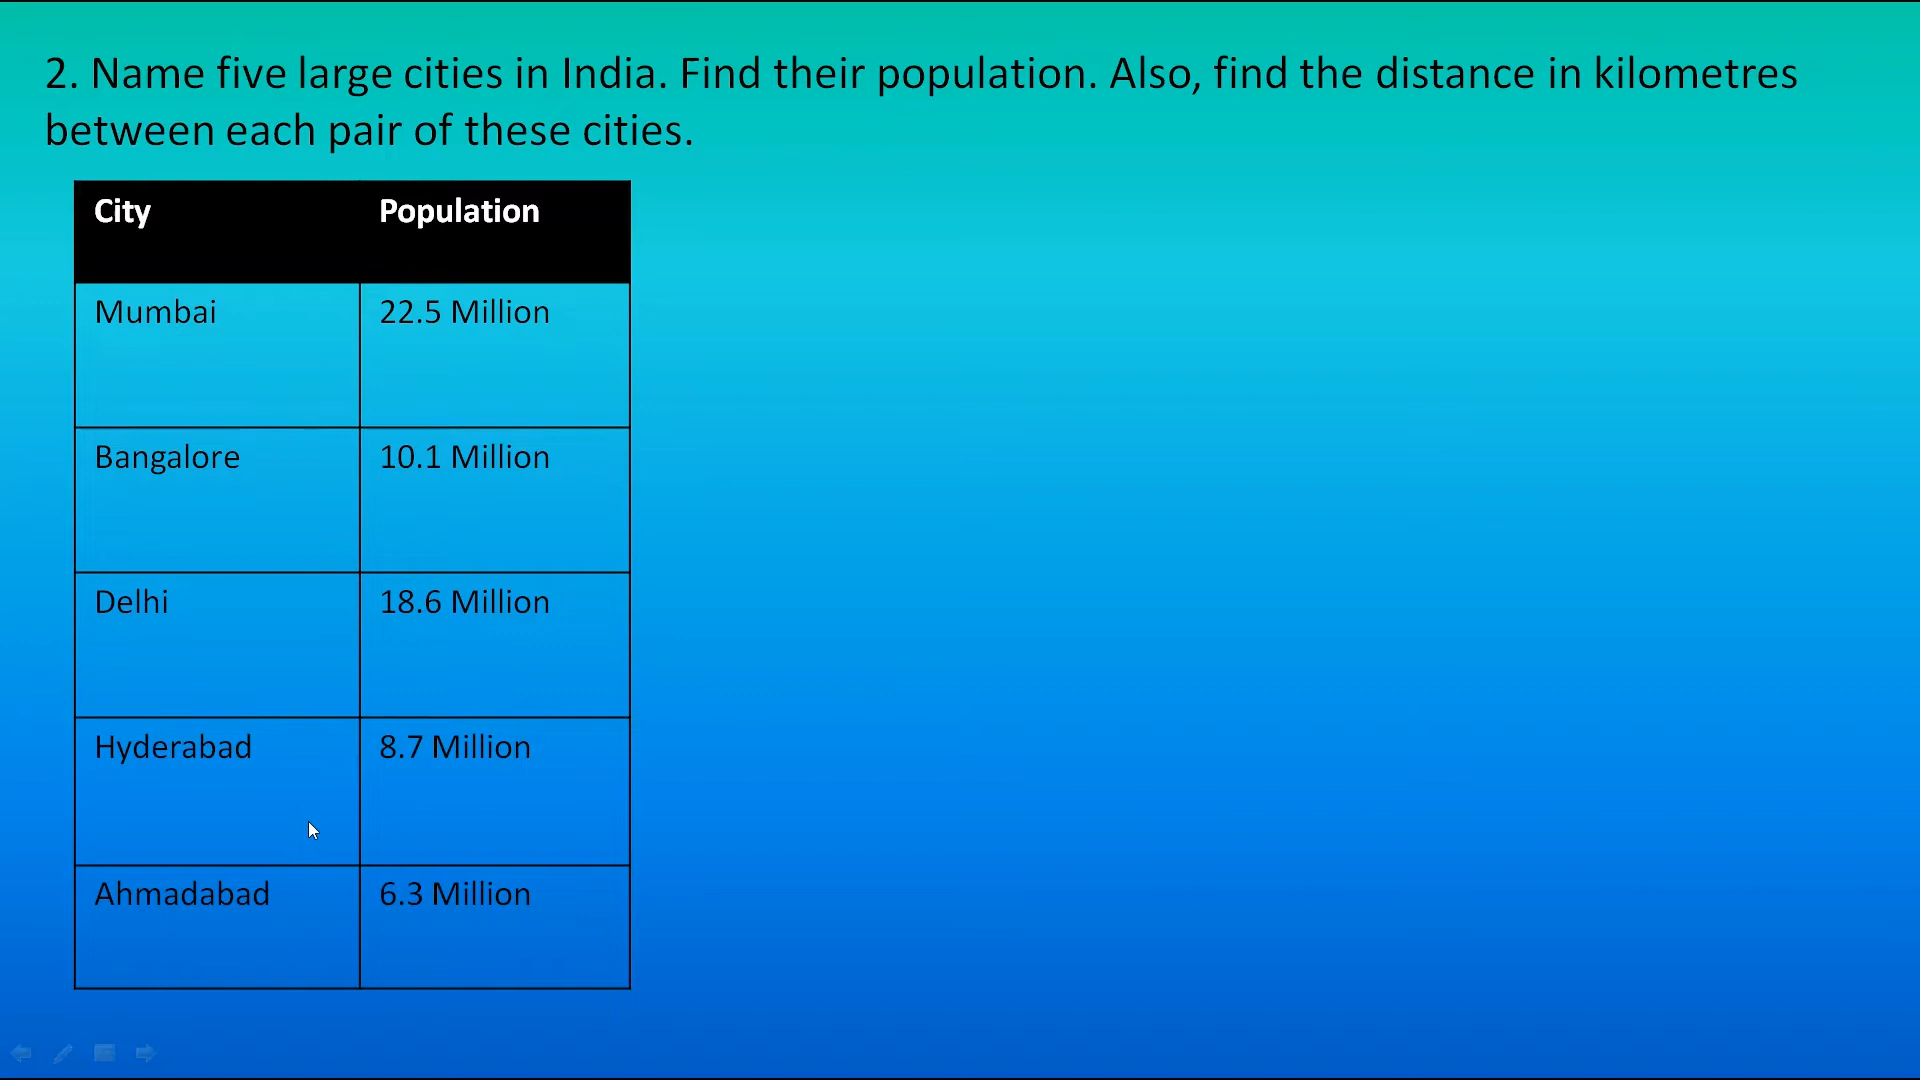 2. Name five large cities in India. Find their population. Also, find the distance in kilometres
between each pair of these cities.
City Population
Mumbai 22.5 Million
Bangalore 10.1 Million
Delhi 18.6 Million
Hyderabad 8.7 Million
Ahmadabad 6.3 Million